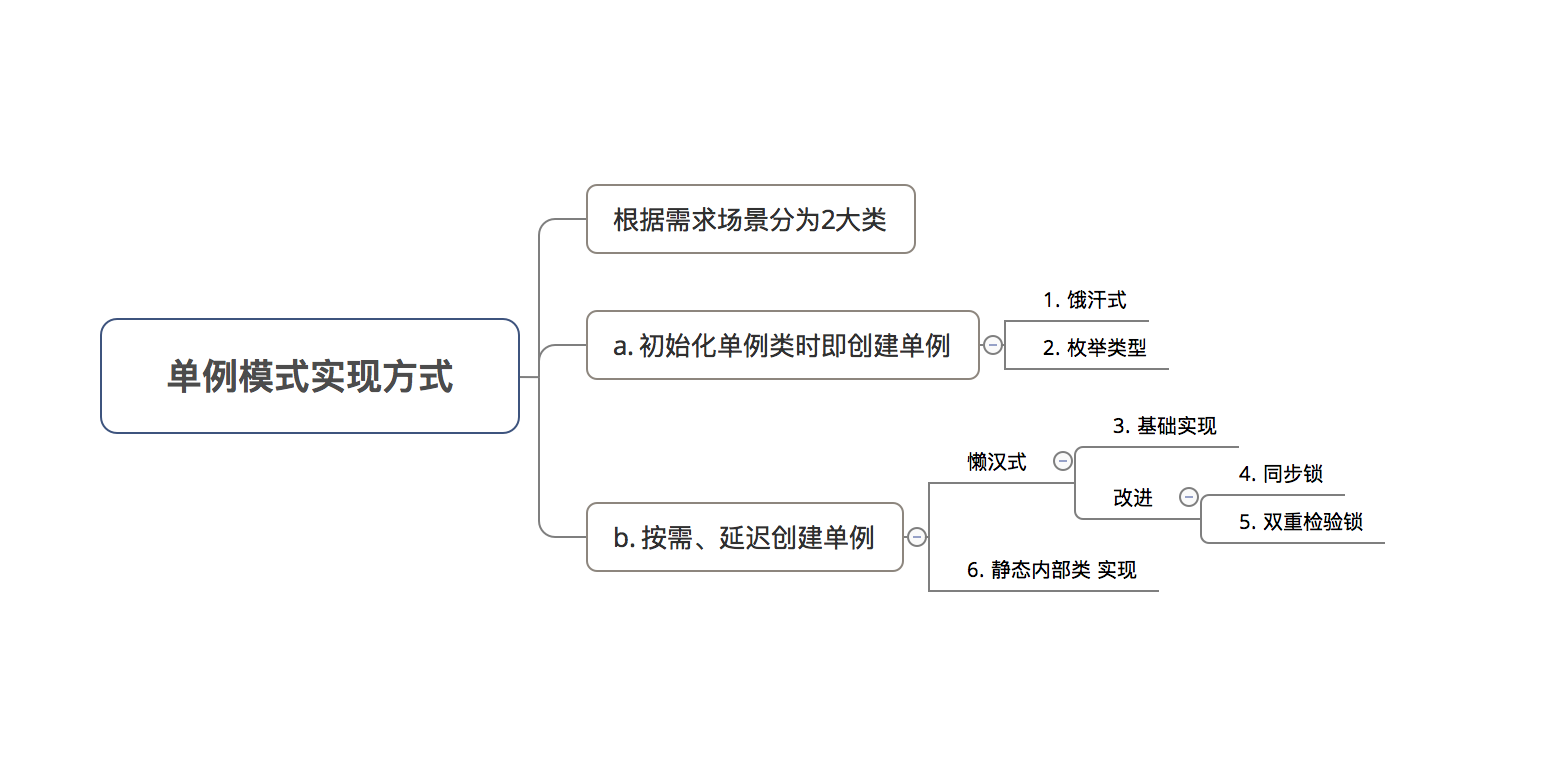 单例模式实现方式
根据需求场景分为2大类
a. 初始化单例类时即创建单例
1. 饿汗式
2. 枚举类型
b. 按需、延迟创建单例
懒汉式
3. 基础实现
改进
4. 同步锁
5. 双重检验锁
6. 静态内部类 实现